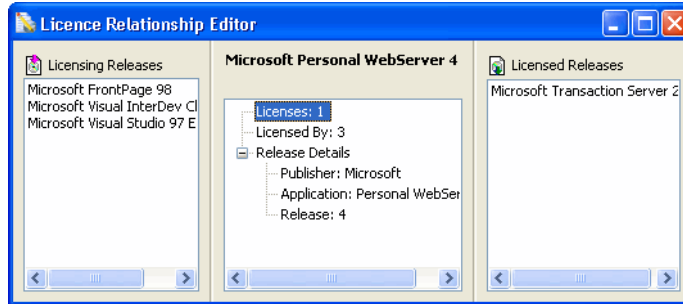 Licence Relationship Editor
Licensing Releases
Microsoft FrontPage 98
Microsoft Visual InterDev Cl
Microsoft Visual Studio 97 E
Microsoft Personal WebServer 4
Licenses: 1
Licensed By: 3
Release Details
Publisher: Microsoft
Application: Personal WebSer
Release: 4
Licensed Releases
Microsoft Transaction Server 2